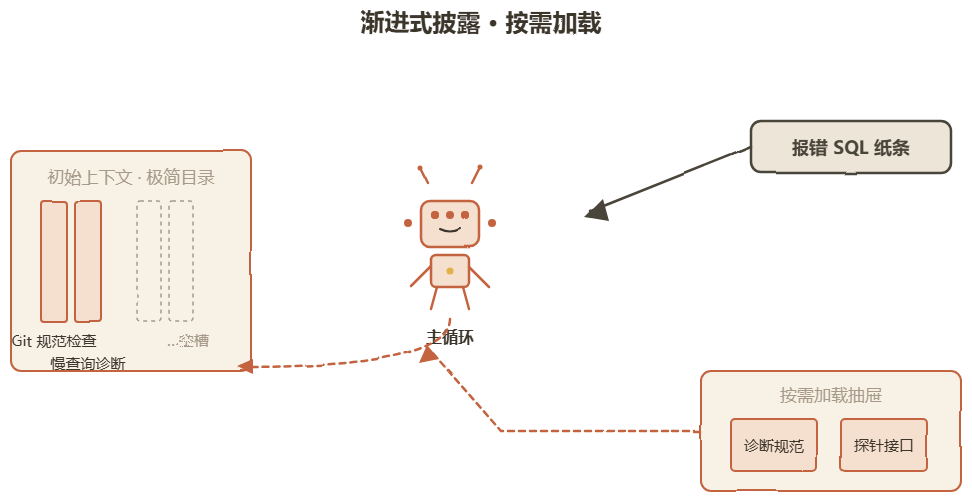 渐进式披露·按需加载
报错 SQL 纸条
初始上下文·极简目录
Git 规范检查
...空槽
慢查询诊断
主循环
按需加载抽屉
诊断规范
探针接口